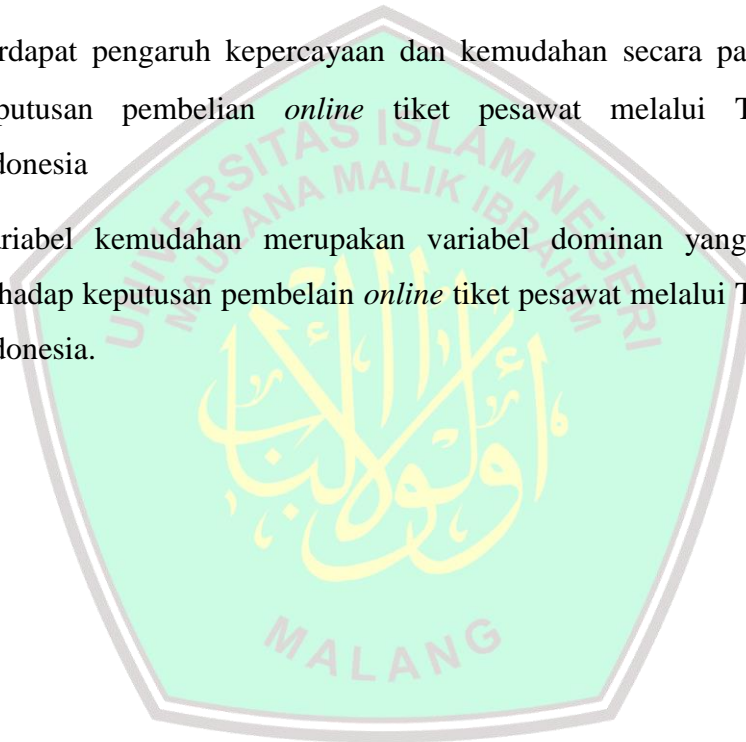 rdapat pengaruh kepercayaan dan kemudahan secara pa
putusan pembelian online tiket pesawat melalui T
donesia
riabel kemudahan merupakan variabel dominan yang
rhadap keputusan pembelain online tiket pesawat melalui T
donesia.
UNIVERSITAS ISLAM NEGERI
MAULANA MALIK IBRAHIM
MALANG